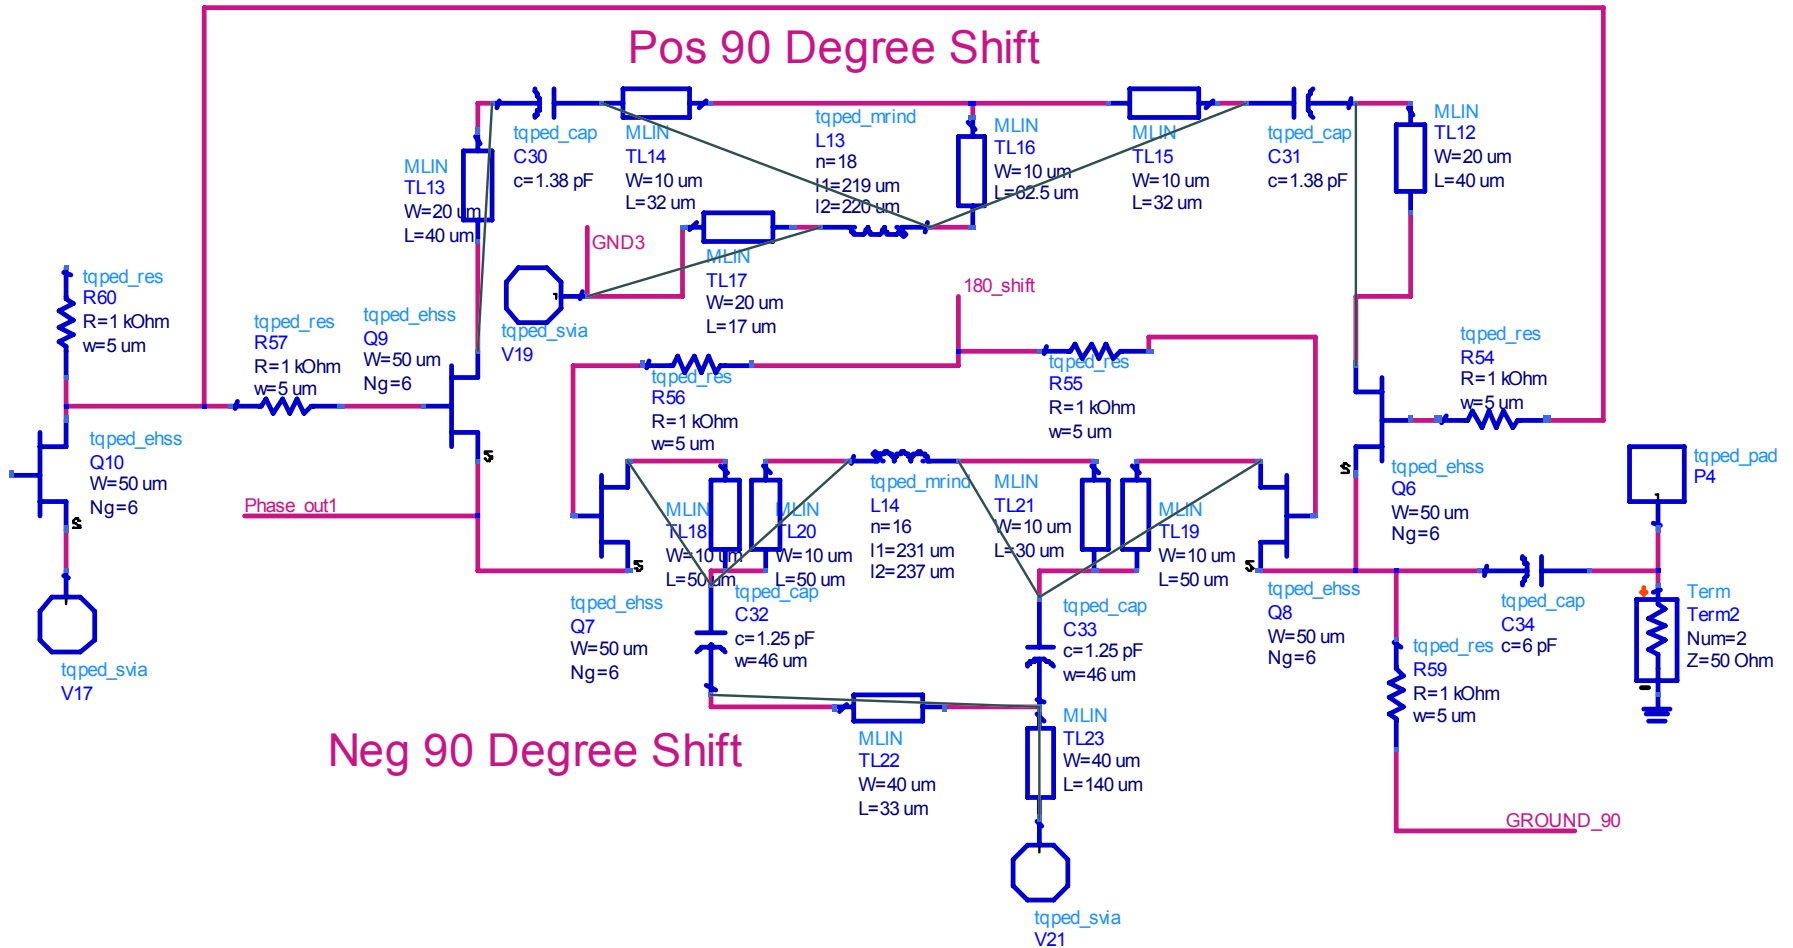 Pos 90 Degree Shift
tqped_cap
C30
c=1.38 pF
MLIN
TL14
W=10 um
L=32 um
tqped_mrind
L13
n=18
l1=219 um
l2=220 um
MLIN
TL16
W=10 um
L=62.5 um
MLIN
TL15
W=10 um
L=32 um
tqped_cap
C31
c=1.38 pF
MLIN
TL12
W=20 um
L=40 um
MLIN
TL13
W=20 um
L=40 um
GND3
MLIN
TL17
W=20 um
L=17 um
1
tqped_svia
V19
180_shift
tqped_res
R60
R=1 kOhm
w=5 um
tqped_res
R57
R=1 kOhm
w=5 um
tqped_ehss
Q9
W=50 um
Ng=6
S
tqped_res
R56
R=1 kOhm
w=5 um
tqped_res
R55
R=1 kOhm
w=5 um
tqped_res
R54
R=1 kOhm
w=5 um
tqped_ehss
Q10
W=50 um
Ng=6
S
Phase_out1
MLIN
TL18
W=10 um
L=50 um
MLIN
TL20
W=10 um
L=50 um
tqped_mrind
L14
n=16
l1=231 um
l2=237 um
MLIN
TL21
W=10 um
L=30 um
MLIN
TL19
W=10 um
L=50 um
S
tqped_ehss
Q6
W=50 um
Ng=6
tqped_pad
P4
1
S
tqped_ehss
Q7
W=50 um
Ng=6
tqped_cap
C32
c=1.25 pF
w=46 um
tqped_cap
C33
c=1.25 pF
w=46 um
S
tqped_ehss
Q8
W=50 um
Ng=6
tqped_cap
C34
c=6 pF
Term
Term2
Num=2
Z=50 Ohm
tqped_res
R59
R=1 kOhm
w=5 um
1
tqped_svia
V17
Neg 90 Degree Shift
MLIN
TL22
W=40 um
L=33 um
MLIN
TL23
W=40 um
L=140 um
GROUND_90
1
tqped_svia
V21